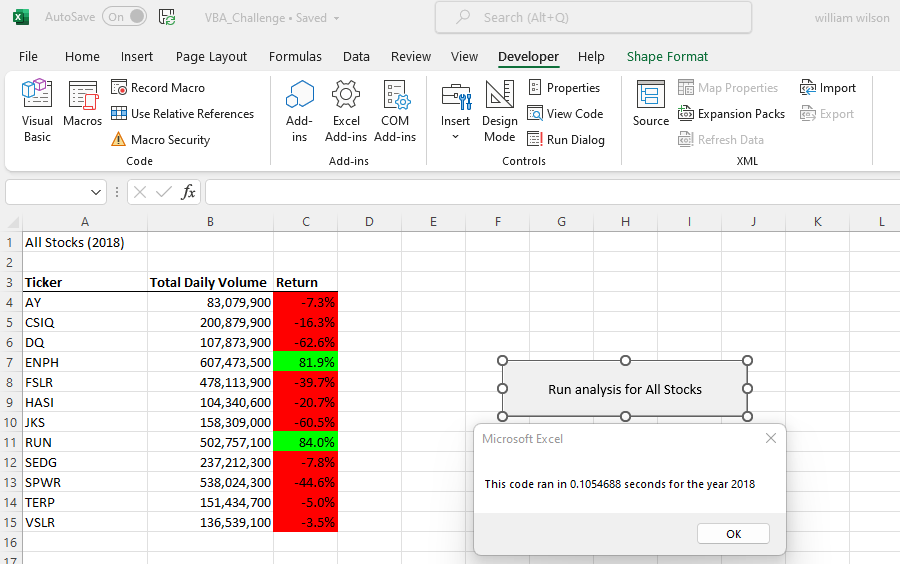 AutoSave On VBA_Challenge • Saved Search (Alt+Q) william wilson
File Home Insert Page Layout Formulas Data Review View Developer Help Shape Format
Visual Basic
Macros
Record Macro
Use Relative References
Macro Security
Code
Add-ins
Excel Add-ins
COM Add-ins
Add-ins
Insert
Design Mode
Properties
View Code
Run Dialog
Controls
Source
Map Properties
Expansion Packs
Refresh Data
Import
Export
XML
fx
A B C D E F G H I J K L
1 All Stocks (2018)
2
3 Ticker Total Daily Volume Return
4 AY 83,079,900 -7.3%
5 CSIQ 200,879,900 -16.3%
6 DQ 107,873,900 -62.6%
7 ENPH 607,473,500 81.9%
8 FSLR 478,113,900 -39.7%
9 HASI 104,340,600 -20.7%
10 JKS 158,309,000 -60.5%
11 RUN 502,757,100 84.0%
12 SEDG 237,212,300 -7.8%
13 SPWR 538,024,300 -44.6%
14 TERP 151,434,700 -5.0%
15 VSLR 136,539,100 -3.5%
16
17
Run analysis for All Stocks
Microsoft Excel
This code ran in 0.1054688 seconds for the year 2018
OK